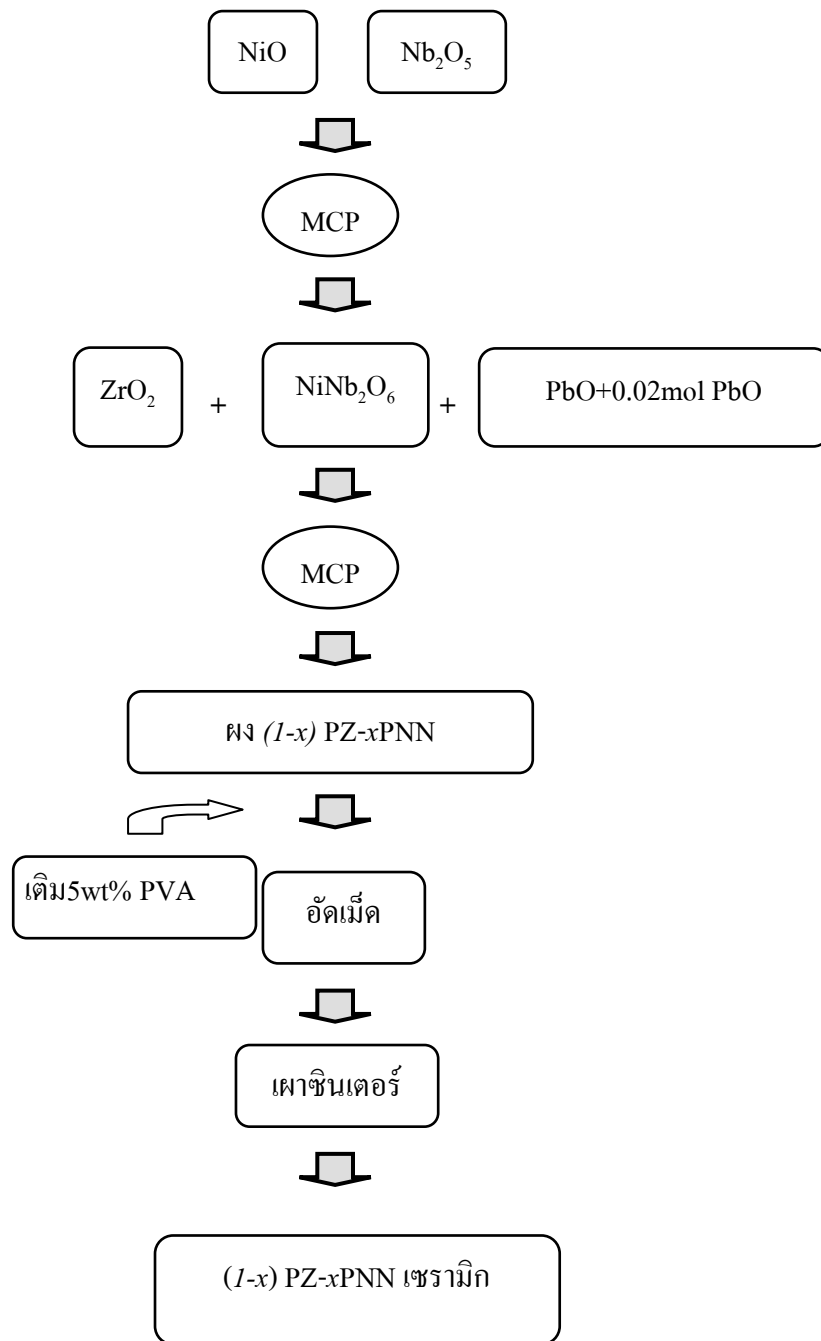 NiO
Nb₂O₅
MCP
ZrO₂
+
NiNb₂O₆
+
PbO+0.02mol PbO
MCP
ผง (1-x) PZ-xPNN
เติม5wt% PVA
อัดเม็ด
เผาซินเตอร์
(1-x) PZ-xPNN เซรามิก